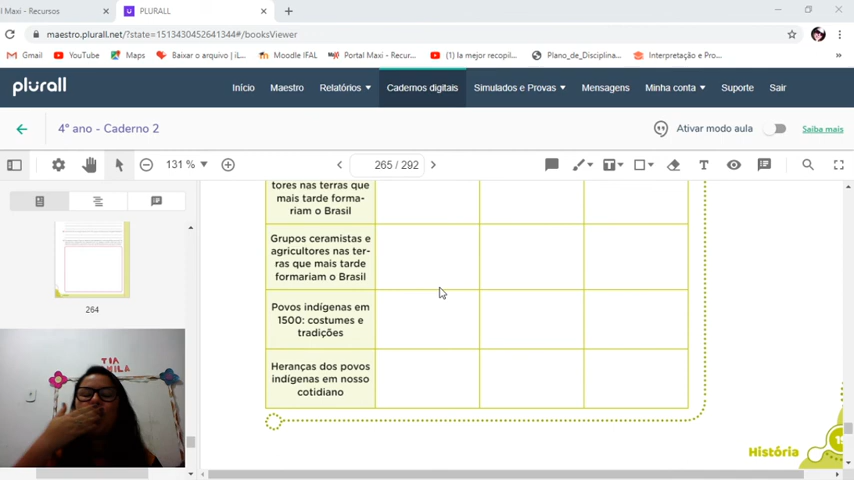 l Maxi - Recursos
PLURALL
maestro.plurall.net/?state=1513430452641344#/booksViewer
Gmail
YouTube
Maps
Baixar o arquivo | iL...
Moodle IFAL
Portal Maxi - Recur...
(1) la mejor recopil...
Plano_de_Disciplina...
Interpretação e Pro...
plurall
Início
Maestro
Relatórios
Cadernos digitais
Simulados e Provas
Mensagens
Minha conta
Suporte
Sair
4º ano - Caderno 2
Ativar modo aula
Saiba mais
131 %
265 / 292
264
tores nas terras que
mais tarde forma-
riam o Brasil
Grupos ceramistas e
agricultores nas ter-
ras que mais tarde
formariam o Brasil
Povos indígenas em
1500: costumes e
tradições
Heranças dos povos
indígenas em nosso
cotidiano
História
TIA